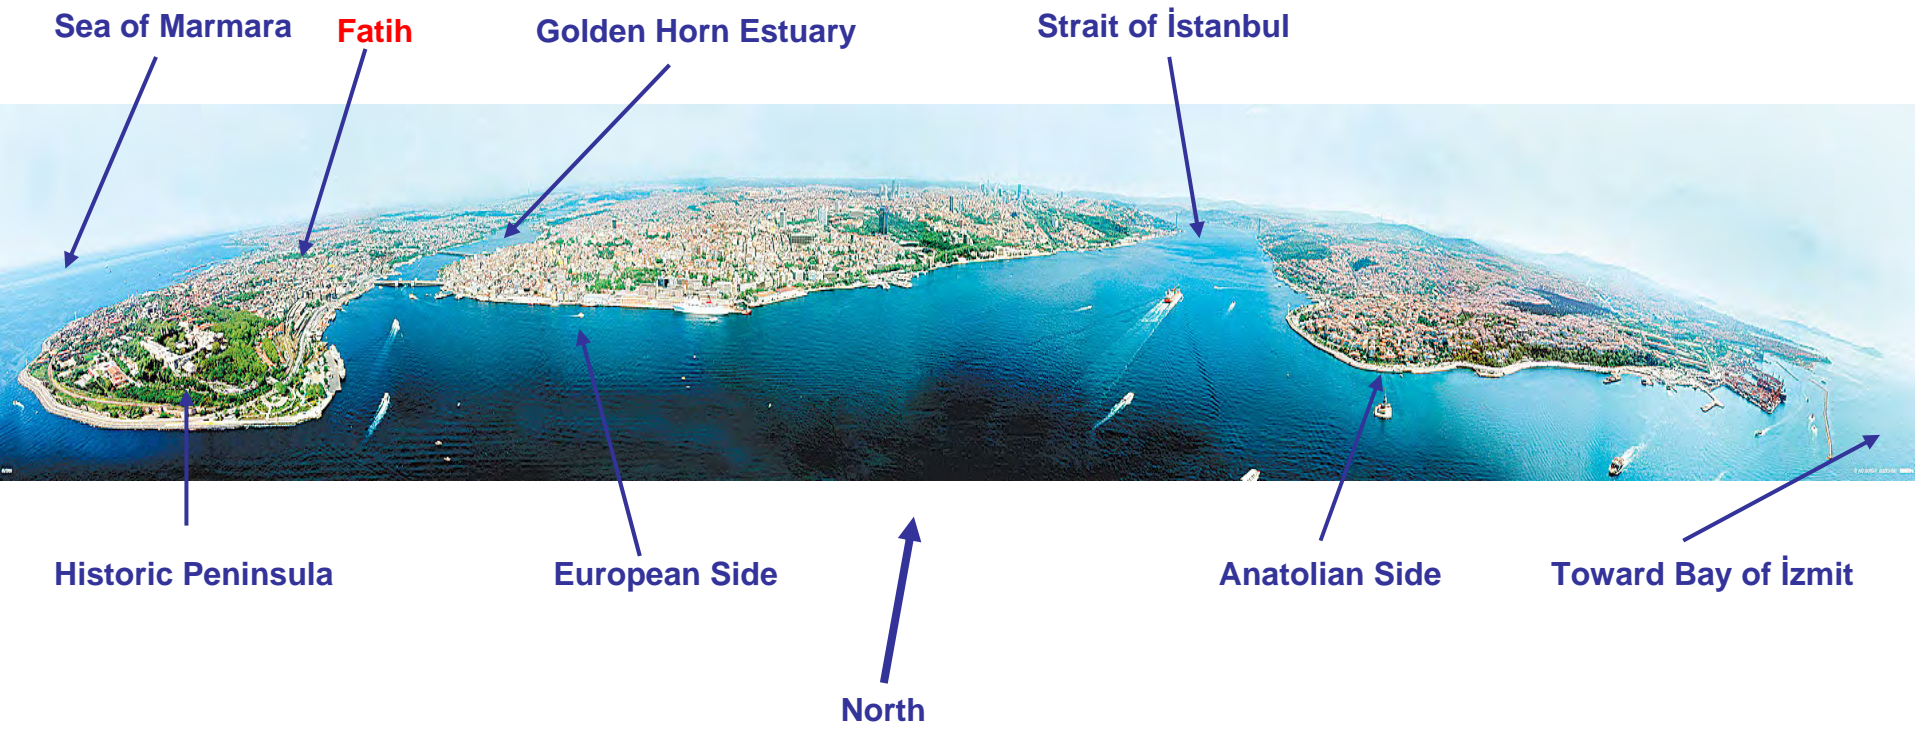 Sea of Marmara
Fatih
Golden Horn Estuary
Strait of İstanbul
Historic Peninsula
European Side
Anatolian Side
Toward Bay of İzmit
North